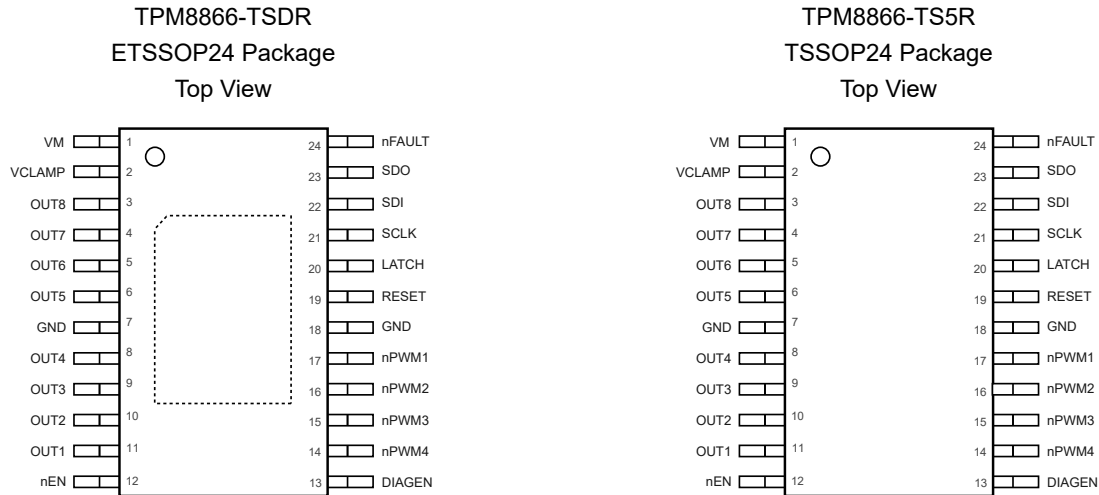 TPM8866-TSDR
ETSSOP24 Package
Top View
VM 1 24 nFAULT
VCLAMP 2 23 SDO
OUT8 3 22 SDI
OUT7 4 21 SCLK
OUT6 5 20 LATCH
OUT5 6 19 RESET
GND 7 18 GND
OUT4 8 17 nPWM1
OUT3 9 16 nPWM2
OUT2 10 15 nPWM3
OUT1 11 14 nPWM4
nEN 12 13 DIAGEN
TPM8866-TS5R
TSSOP24 Package
Top View
VM 1 24 nFAULT
VCLAMP 2 23 SDO
OUT8 3 22 SDI
OUT7 4 21 SCLK
OUT6 5 20 LATCH
OUT5 6 19 RESET
GND 7 18 GND
OUT4 8 17 nPWM1
OUT3 9 16 nPWM2
OUT2 10 15 nPWM3
OUT1 11 14 nPWM4
nEN 12 13 DIAGEN